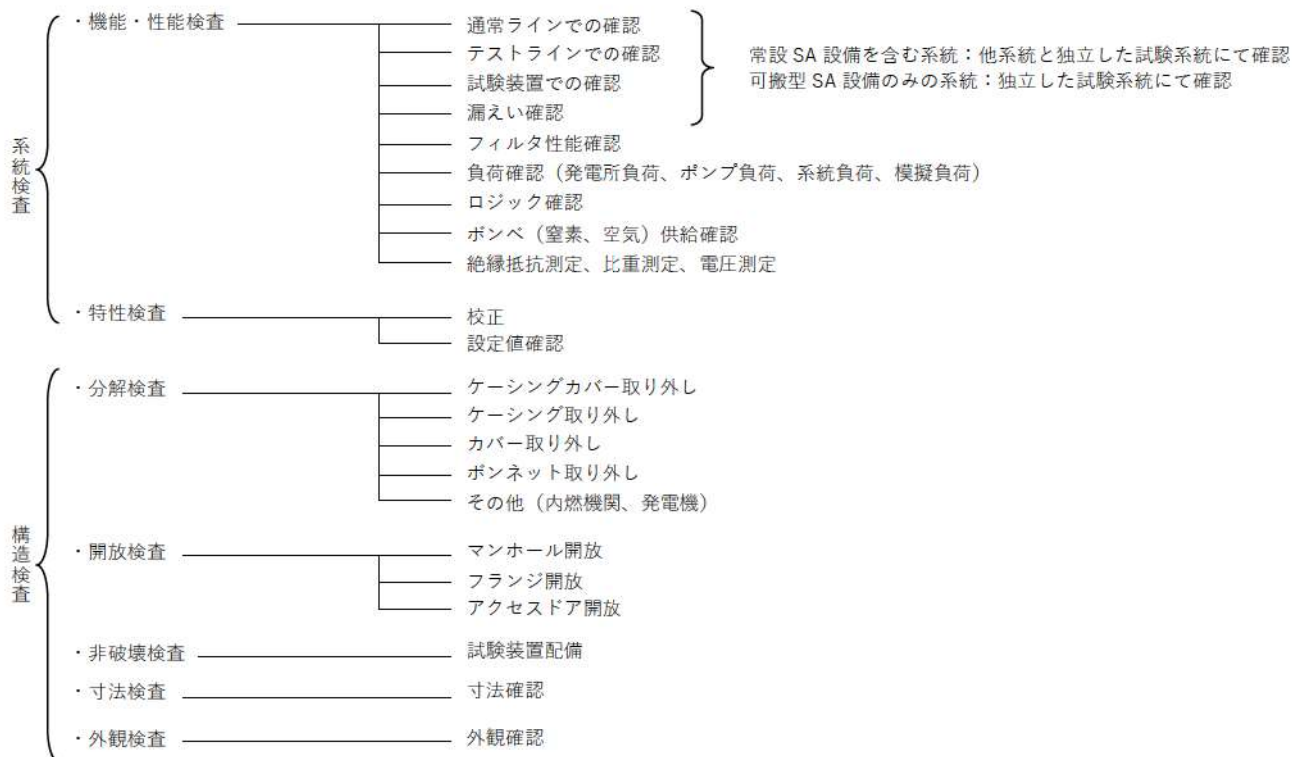 系統検査
・機能・性能検査
通常ラインでの確認
テストラインでの確認
試験装置での確認
漏えい確認
常設 SA 設備を含む系統：他系統と独立した試験系統にて確認
可搬型 SA 設備のみの系統：独立した試験系統にて確認
フィルタ性能確認
負荷確認（発電所負荷、ポンプ負荷、系統負荷、模擬負荷）
ロジック確認
ボンベ（窒素、空気）供給確認
絶縁抵抗測定、比重測定、電圧測定
・特性検査
校正
設定値確認
構造検査
・分解検査
ケーシングカバー取り外し
ケーシング取り外し
カバー取り外し
ボンネット取り外し
その他（内燃機関、発電機）
・開放検査
マンホール開放
フランジ開放
アクセスドア開放
・非破壊検査
試験装置配備
・寸法検査
寸法確認
・外観検査
外観確認